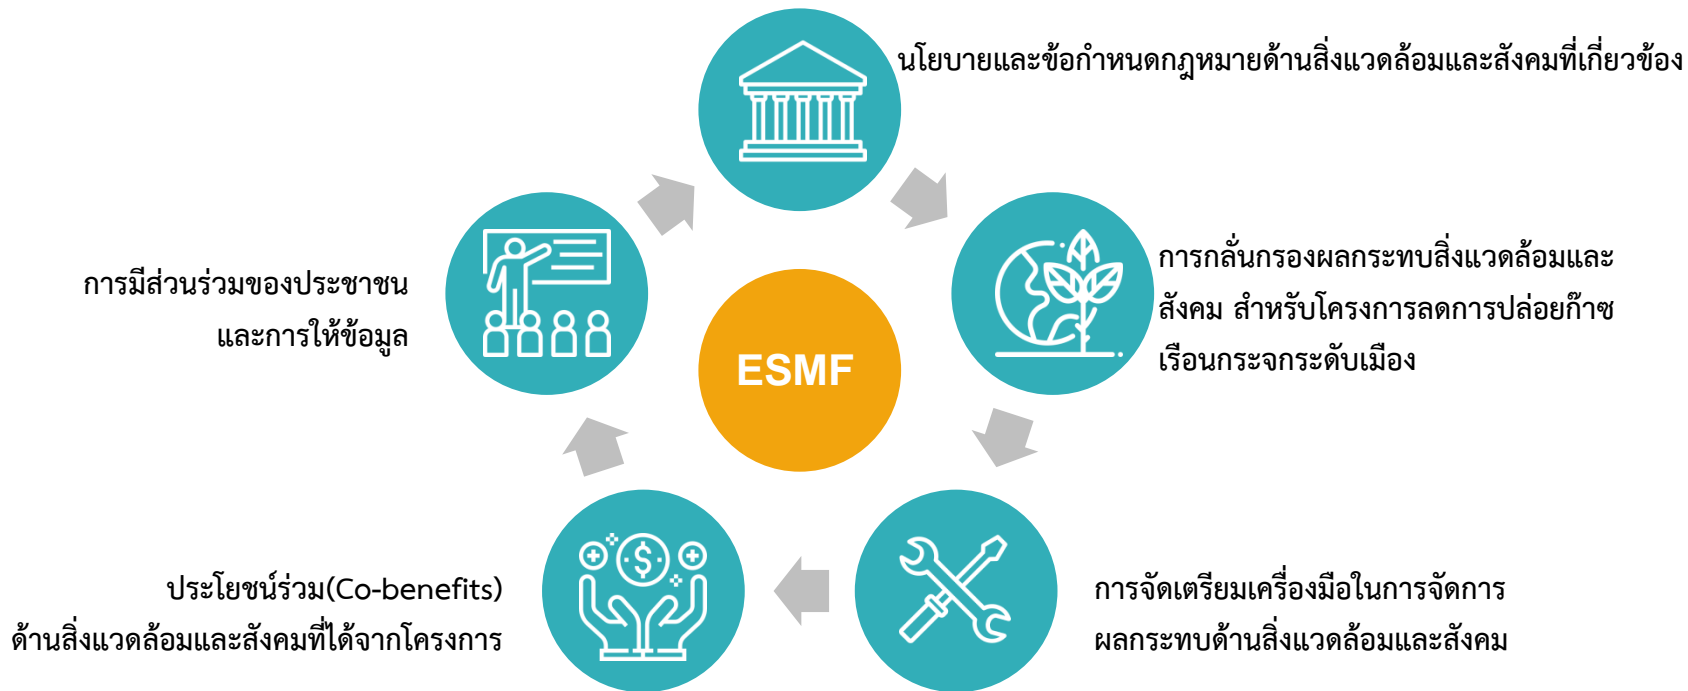 นโยบายและข้อกำหนดกฎหมายด้านสิ่งแวดล้อมและสังคมที่เกี่ยวข้อง
การกลั่นกรองผลกระทบสิ่งแวดล้อมและ
สังคม สำหรับโครงการลดการปล่อยก๊าซ
เรือนกระจกระดับเมือง
การจัดเตรียมเครื่องมือในการจัดการ
ผลกระทบด้านสิ่งแวดล้อมและสังคม
ประโยชน์ร่วม(Co-benefits)
ด้านสิ่งแวดล้อมและสังคมที่ได้จากโครงการ
การมีส่วนร่วมของประชาชน
และการให้ข้อมูล
ESMF